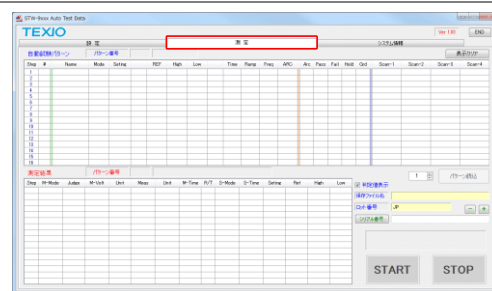 STW-9xxx Auto Test Data
TEXIO
Ver 1.00 END
設 定 測 定 システム情報
自動試験パターン パターン番号 表示クリア
Step # Name Mode Seting REF High Low Time Ramp Freq APC- Arc Pass Fail Hold Gnd Scan-1 Scan-2 Scan-3 Scan-4
1
2
3
4
5
6
7
8
9
10
11
12
13
14
15
16
測定結果 パターン番号 1 パターン読込
Step M-Mode Judge M-Volt Unit Meas Unit M-Time R/T S-Mode S-Time Seting Ref High Low
判定値表示
保存ファイル名
ロット番号 JP - +
シリアル番号
START STOP